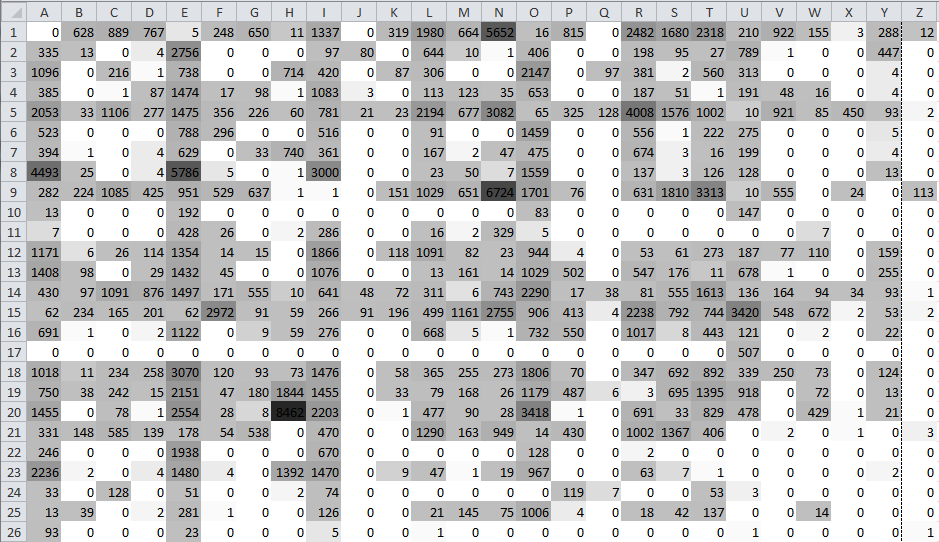 A B C D E F G H I J K L M N O P Q R S T U V W X Y Z
1 0 628 889 767 5 248 650 11 1337 0 319 1980 664 5652 16 815 0 2482 1680 2318 210 922 155 3 288 12
2 335 13 0 4 2756 0 0 0 97 80 0 644 10 1 406 0 0 198 95 27 789 1 0 0 447 0
3 1096 0 216 1 738 0 0 714 420 0 87 306 0 0 2147 0 97 381 2 560 313 0 0 0 4 0
4 385 0 1 87 1474 17 98 1 1083 3 0 113 123 35 653 0 0 187 51 1 191 48 16 0 4 0
5 2053 33 1106 277 1475 356 226 60 781 21 23 2194 677 3082 65 325 128 4008 1576 1002 10 921 85 450 93 2
6 523 0 0 0 788 296 0 0 516 0 0 91 0 0 1459 0 0 556 1 222 275 0 0 0 5 0
7 394 1 0 4 629 0 33 740 361 0 0 167 2 47 475 0 0 674 3 16 199 0 0 0 4 0
8 4493 25 0 4 5786 5 0 1 3000 0 0 23 50 7 1559 0 0 137 3 126 128 0 0 0 13 0
9 282 224 1085 425 951 529 637 1 1 0 151 1029 651 6724 1701 76 0 631 1810 3313 10 555 0 24 0 113
10 13 0 0 0 192 0 0 0 0 0 0 0 0 0 83 0 0 0 0 0 147 0 0 0 0 0
11 7 0 0 0 428 26 0 2 286 0 0 16 2 329 5 0 0 0 0 0 0 0 7 0 0 0
12 1171 6 26 114 1354 14 15 0 1866 0 118 1091 82 23 944 4 0 53 61 273 187 77 110 0 159 0
13 1408 98 0 29 1432 45 0 0 1076 0 0 13 161 14 1029 502 0 547 176 11 678 1 0 0 255 0
14 430 97 1091 876 1497 171 555 10 641 48 72 311 6 743 2290 17 38 81 555 1613 136 164 94 34 93 1
15 62 234 165 201 62 2972 91 59 266 91 196 499 1161 2755 906 413 4 2238 792 744 3420 548 672 2 53 2
16 691 1 0 2 1122 0 9 59 276 0 0 668 5 1 732 550 0 1017 8 443 121 0 2 0 22 0
17 0 0 0 0 0 0 0 0 0 0 0 0 0 0 0 0 0 0 0 0 507 0 0 0 0 0
18 1018 11 234 258 3070 120 93 73 1476 0 58 365 255 273 1806 70 0 347 692 892 339 250 73 0 124 0
19 750 38 242 15 2151 47 180 1844 1455 0 33 79 168 26 1179 487 6 3 695 1395 918 0 72 0 13 0
20 1455 0 78 1 2554 28 8 8462 2203 0 1 477 90 28 3418 1 0 691 33 829 478 0 429 1 21 0
21 331 148 585 139 178 54 538 0 470 0 0 1290 163 949 14 430 0 1002 1367 406 0 2 0 1 0 3
22 246 0 0 0 1938 0 0 0 670 0 0 0 0 0 128 0 0 2 0 0 0 0 0 0 0 0
23 2236 2 0 4 1480 4 0 1392 1470 0 9 47 1 19 967 0 0 63 7 1 0 0 0 0 2 0
24 33 0 128 0 51 0 0 2 74 0 0 0 0 0 0 119 7 0 0 53 3 0 0 0 0 0
25 13 39 0 2 281 1 0 0 126 0 0 21 145 75 1006 4 0 18 42 137 0 0 14 0 0 0
26 93 0 0 0 23 0 0 0 5 0 0 1 0 0 0 0 0 0 0 0 1 0 0 0 0 1